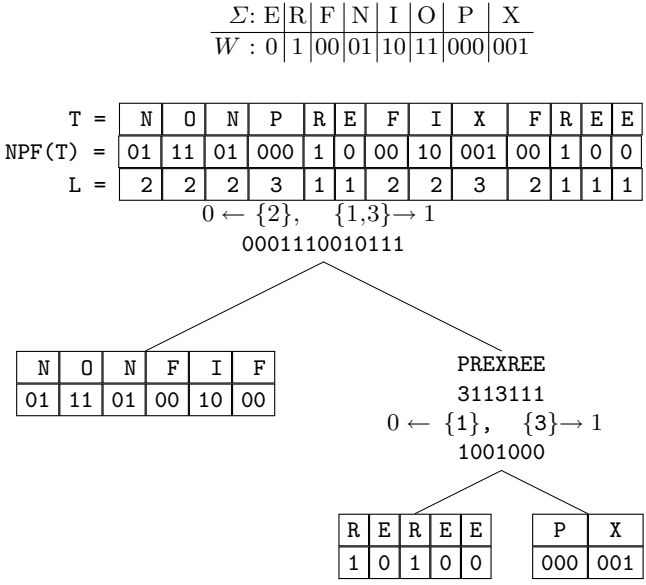 Σ: E R F N I O P X
W : 0 1 00 01 10 11 000 001
T = N O N P R E F I X F R E E
NPF(T) = 01 11 01 000 1 0 00 10 001 00 1 0 0
L = 2 2 2 3 1 1 2 2 3 2 1 1 1
0 ← {2}, {1,3}→ 1
0001110010111
N O N F I F
01 11 01 00 10 00
PREXREE
3113111
0 ← {1}, {3}→ 1
1001000
R E R E E
1 0 1 0 0
P X
000 001